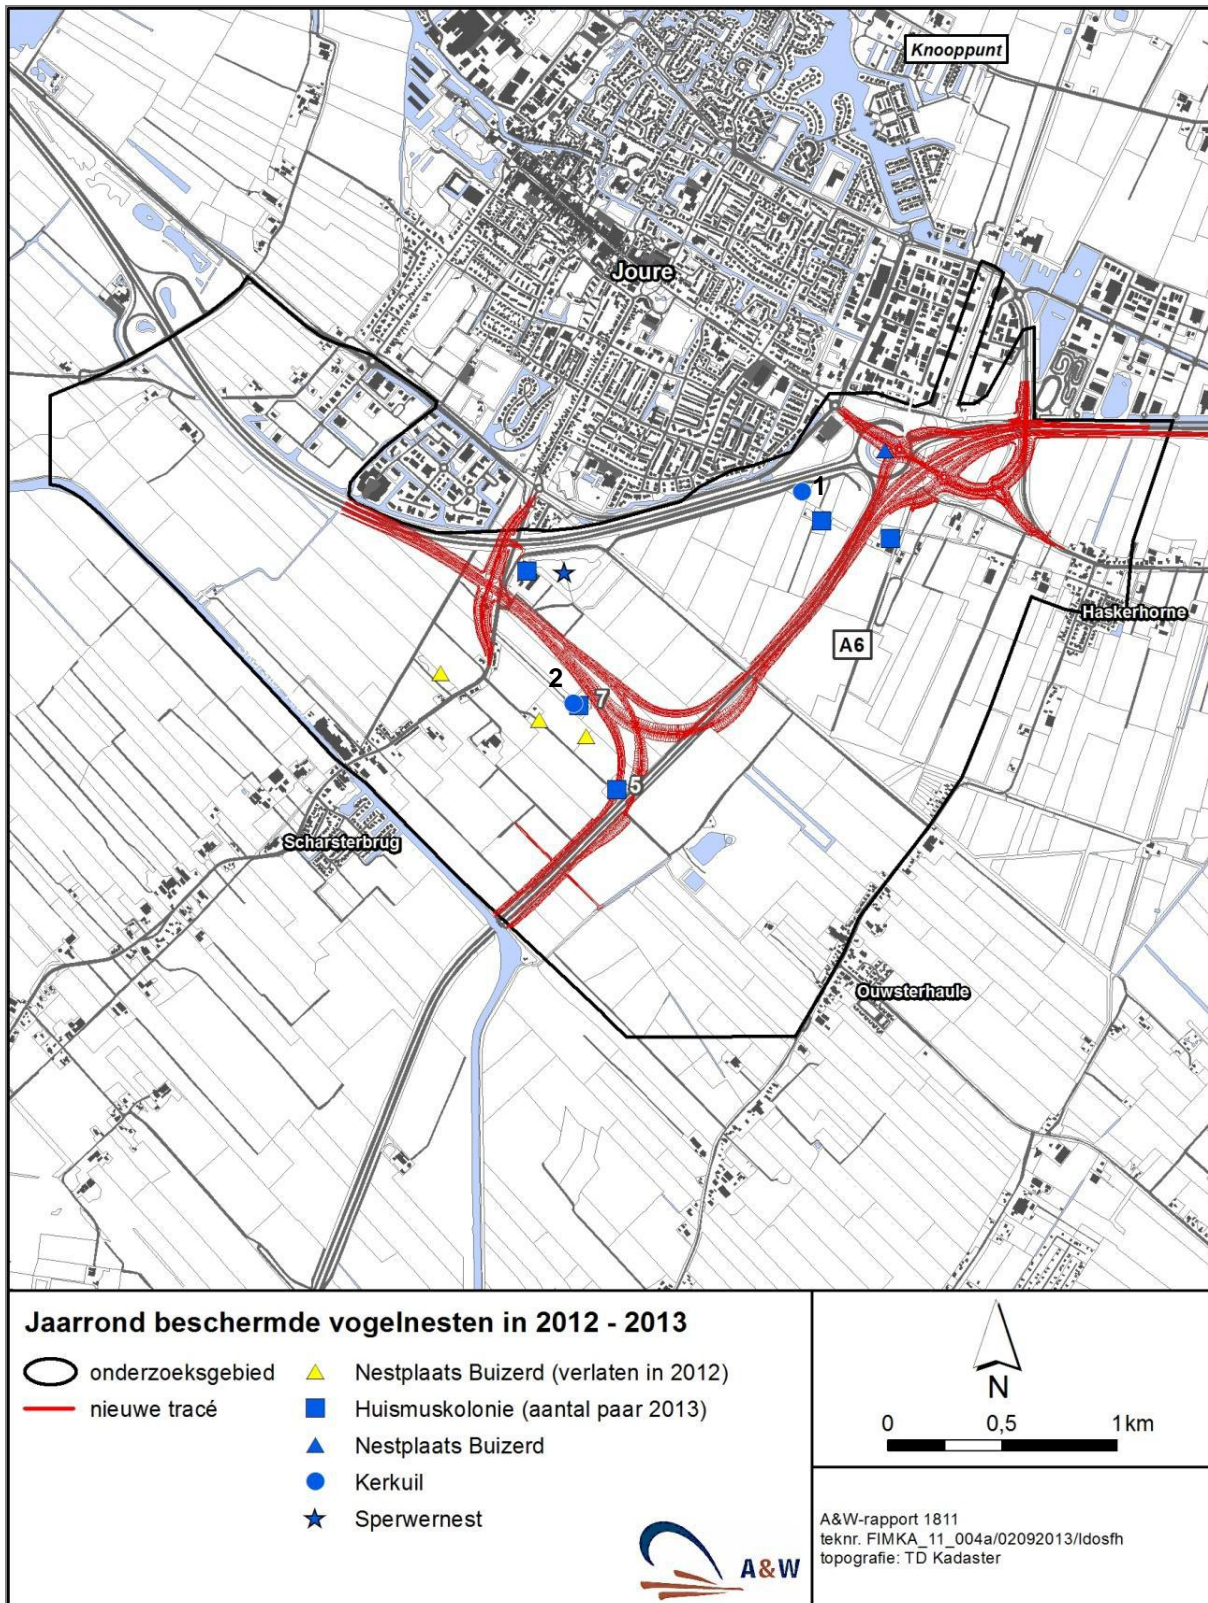 Knooppunt
Joure
1
A6
Haskerhorne
2
7
5
Scharsterbrug
Ouwsterhaule
Jaarrond beschermde vogelnesten in 2012 - 2013
onderzoeksgebied
nieuwe tracé
Nestplaats Buizerd (verlaten in 2012)
Huismuskolonie (aantal paar 2013)
Nestplaats Buizerd
Kerkuil
Sperwernest
A&W
N
0 0,5 1km
A&W-rapport 1811
teknr. FIMKA_11_004a/02092013/ldosfh
topografie: TD Kadaster